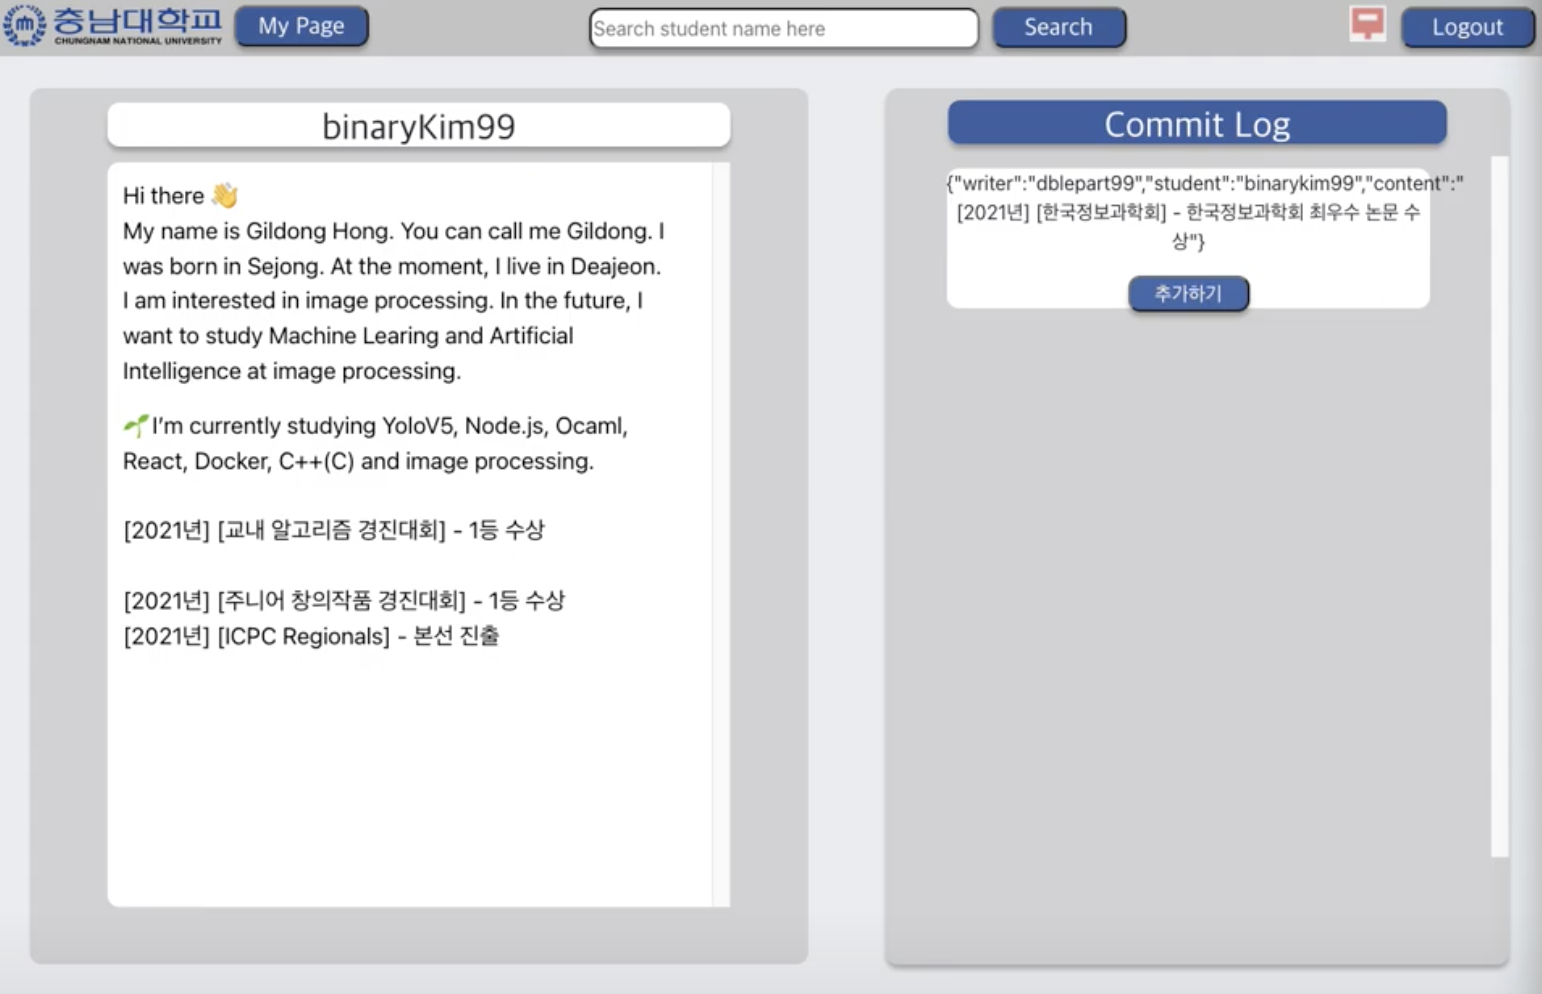 충남대학교
CHUNGNAM NATIONAL UNIVERSITY
My Page
Search student name here
Search
Logout
binaryKim99
Hi there 👋
My name is Gildong Hong. You can call me Gildong. I
was born in Sejong. At the moment, I live in Deajeon.
I am interested in image processing. In the future, I
want to study Machine Learing and Artificial
Intelligence at image processing.
🌱I'm currently studying YoloV5, Node.js, Ocaml,
React, Docker, C++(C) and image processing.
[2021년] [교내 알고리즘 경진대회] - 1등 수상
[2021년] [주니어 창의작품 경진대회] - 1등 수상
[2021년] [ICPC Regionals] - 본선 진출
Commit Log
{"writer":"dblepart99","student":"binarykim99","content":"
[2021년] [한국정보과학회] - 한국정보과학회 최우수 논문 수
상"}
추가하기